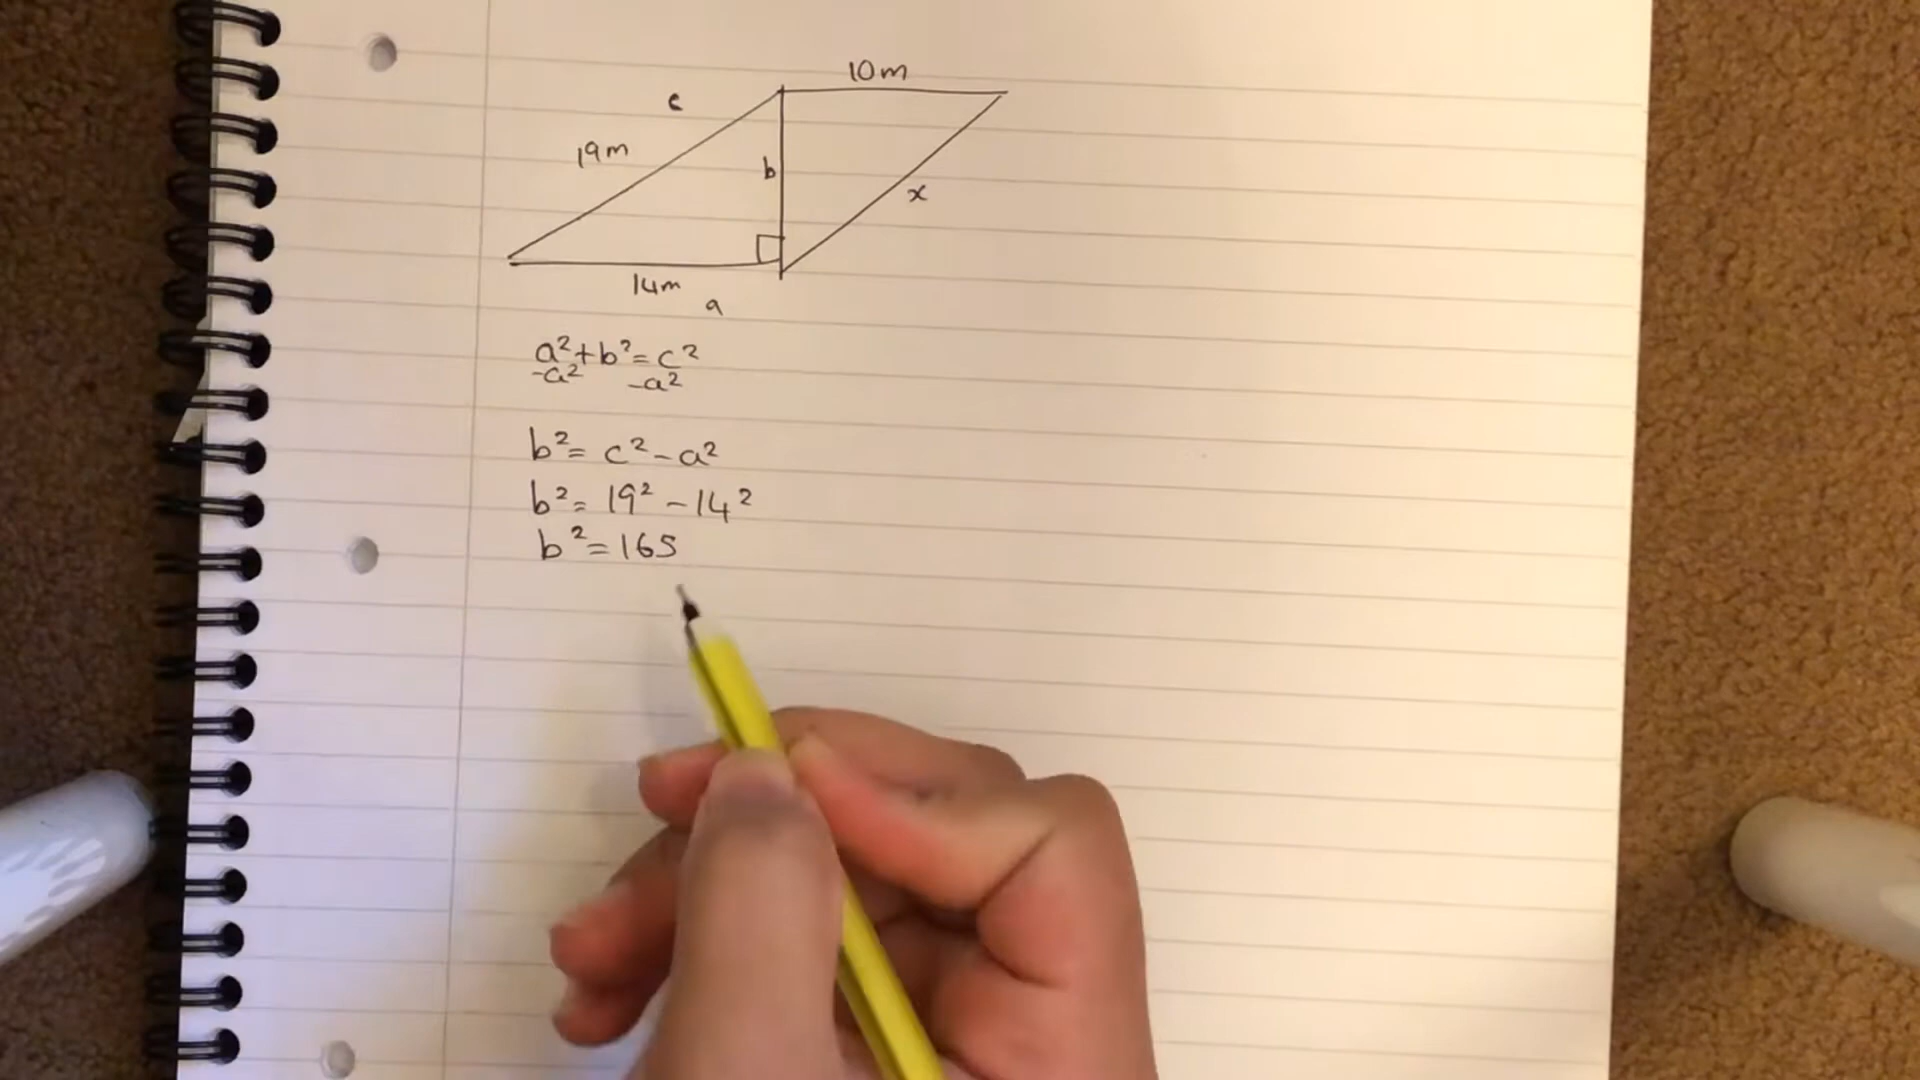 10m
c
19m
b
x
14m
a
a²+b²=c²
-a² -a²
b²= c²-a²
b²= 19²-14²
b²=165